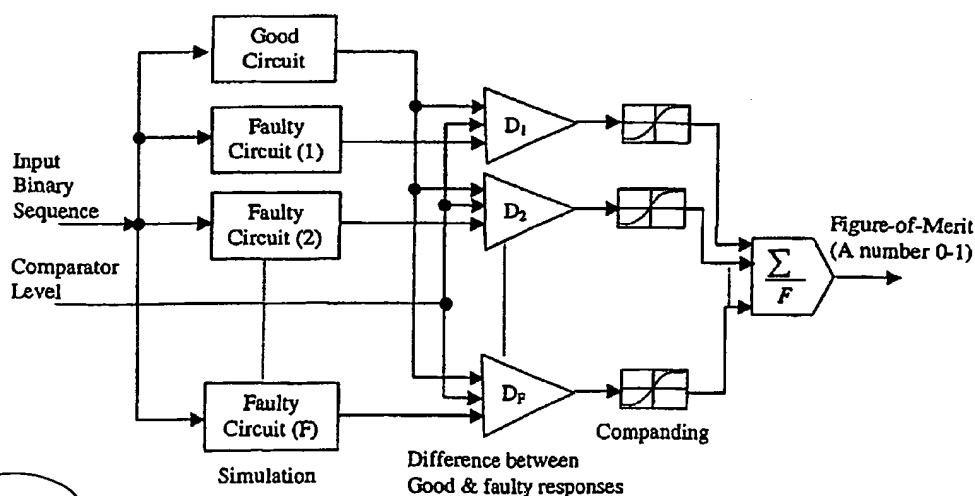 Good
Circuit
Faulty
Circuit (1)
Input
Binary
Sequence
Faulty
Circuit (2)
Comparator
Level
Faulty
Circuit (F)
Simulation
D1
D2
DF
Difference between
Good & faulty responses
Companding
Σ
F
Figure-of-Merit
(A number 0-1)